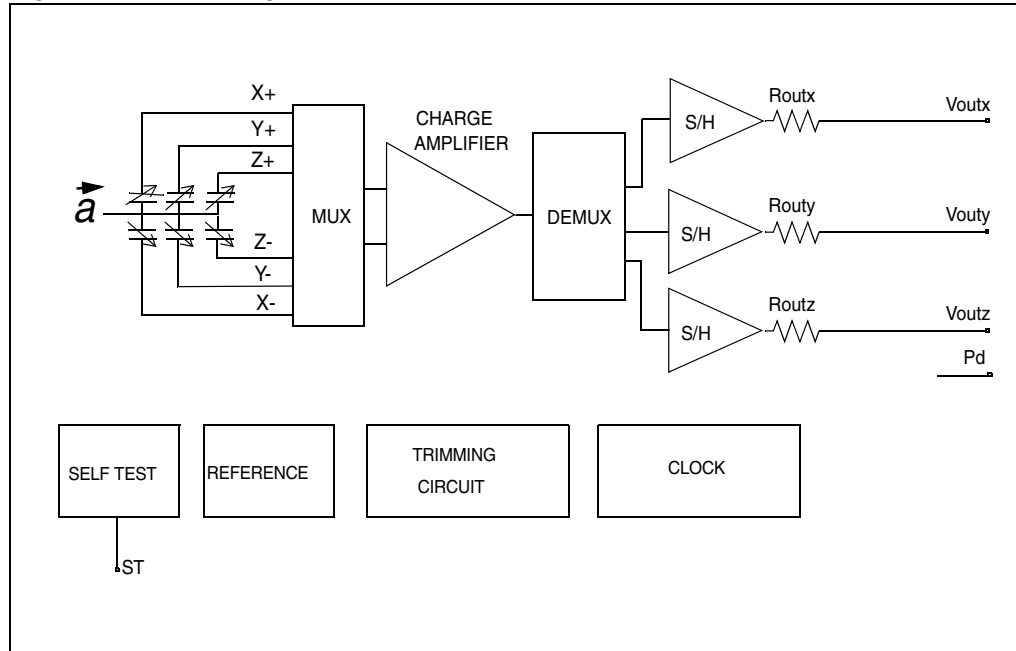 X+
Y+
Z+
a
Z-
Y-
X-
MUX
CHARGE
AMPLIFIER
DEMUX
S/H
Routx
Voutx
S/H
Routy
Vouty
S/H
Routz
Voutz
Pd
SELF TEST
REFERENCE
TRIMMING
CIRCUIT
CLOCK
ST